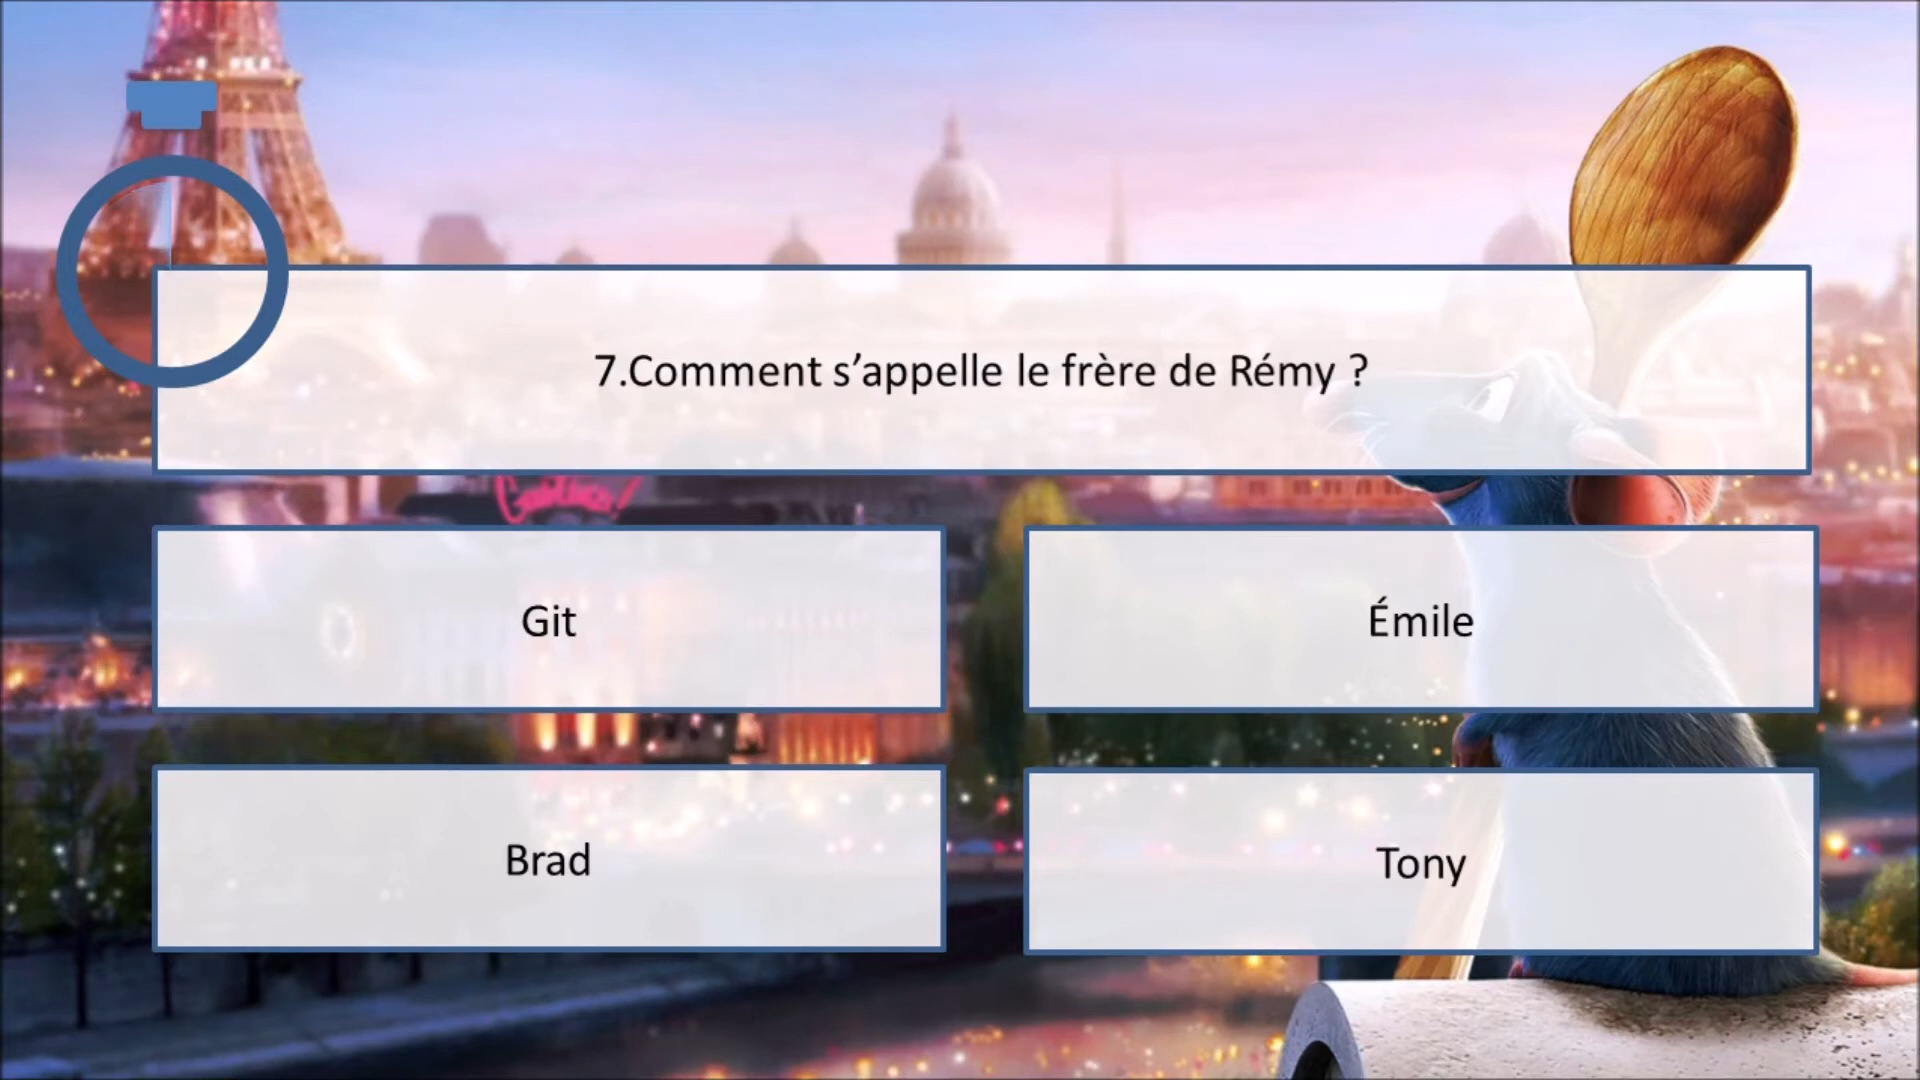 7.Comment s’appelle le frère de Rémy ?
Git
Émile
Brad
Tony